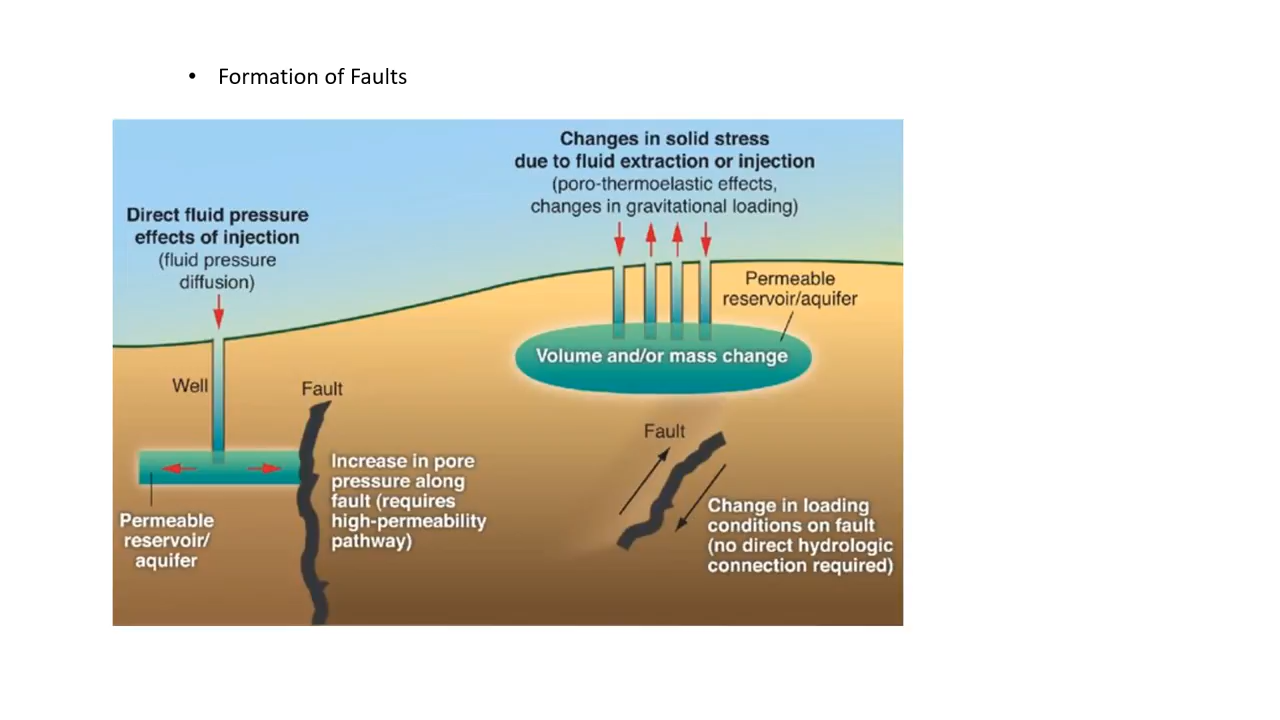 • Formation of Faults
Changes in solid stress
due to fluid extraction or injection
(poro-thermoelastic effects,
changes in gravitational loading)
Direct fluid pressure
effects of injection
(fluid pressure
diffusion)
Permeable
reservoir/aquifer
Volume and/or mass change
Well
Fault
Fault
Increase in pore
pressure along
fault (requires
high-permeability
pathway)
Permeable
reservoir/
aquifer
Change in loading
conditions on fault
(no direct hydrologic
connection required)